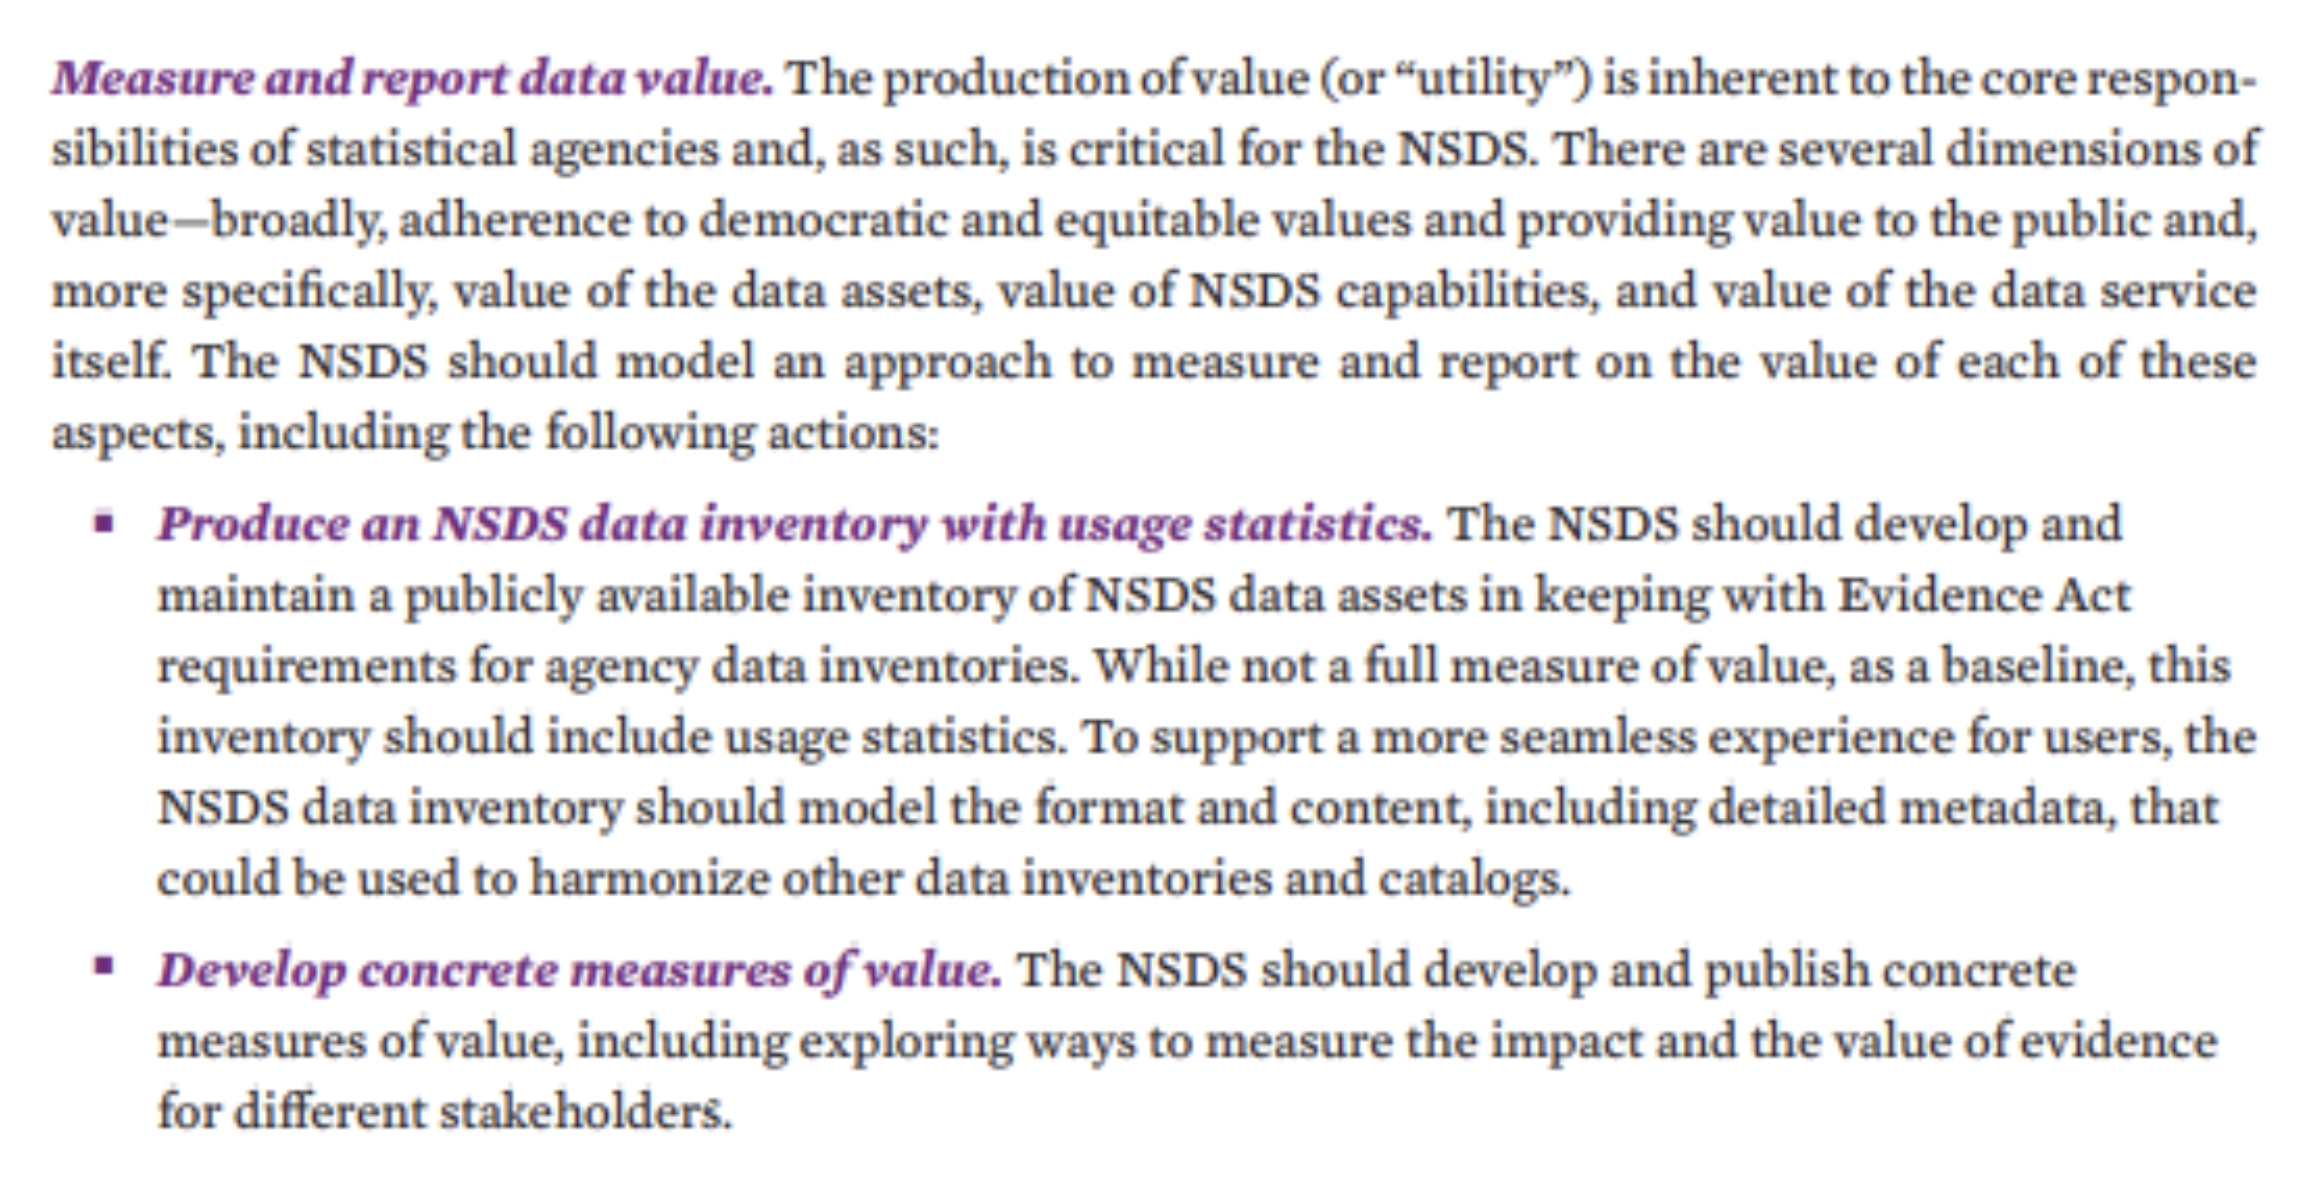 Measure and report data value. The production of value (or “utility”) is inherent to the core respon-
sibilities of statistical agencies and, as such, is critical for the NSDS. There are several dimensions of
value—broadly, adherence to democratic and equitable values and providing value to the public and,
more specifically, value of the data assets, value of NSDS capabilities, and value of the data service
itself. The NSDS should model an approach to measure and report on the value of each of these
aspects, including the following actions:
▪ Produce an NSDS data inventory with usage statistics. The NSDS should develop and
maintain a publicly available inventory of NSDS data assets in keeping with Evidence Act
requirements for agency data inventories. While not a full measure of value, as a baseline, this
inventory should include usage statistics. To support a more seamless experience for users, the
NSDS data inventory should model the format and content, including detailed metadata, that
could be used to harmonize other data inventories and catalogs.
▪ Develop concrete measures of value. The NSDS should develop and publish concrete
measures of value, including exploring ways to measure the impact and the value of evidence
for different stakeholders.